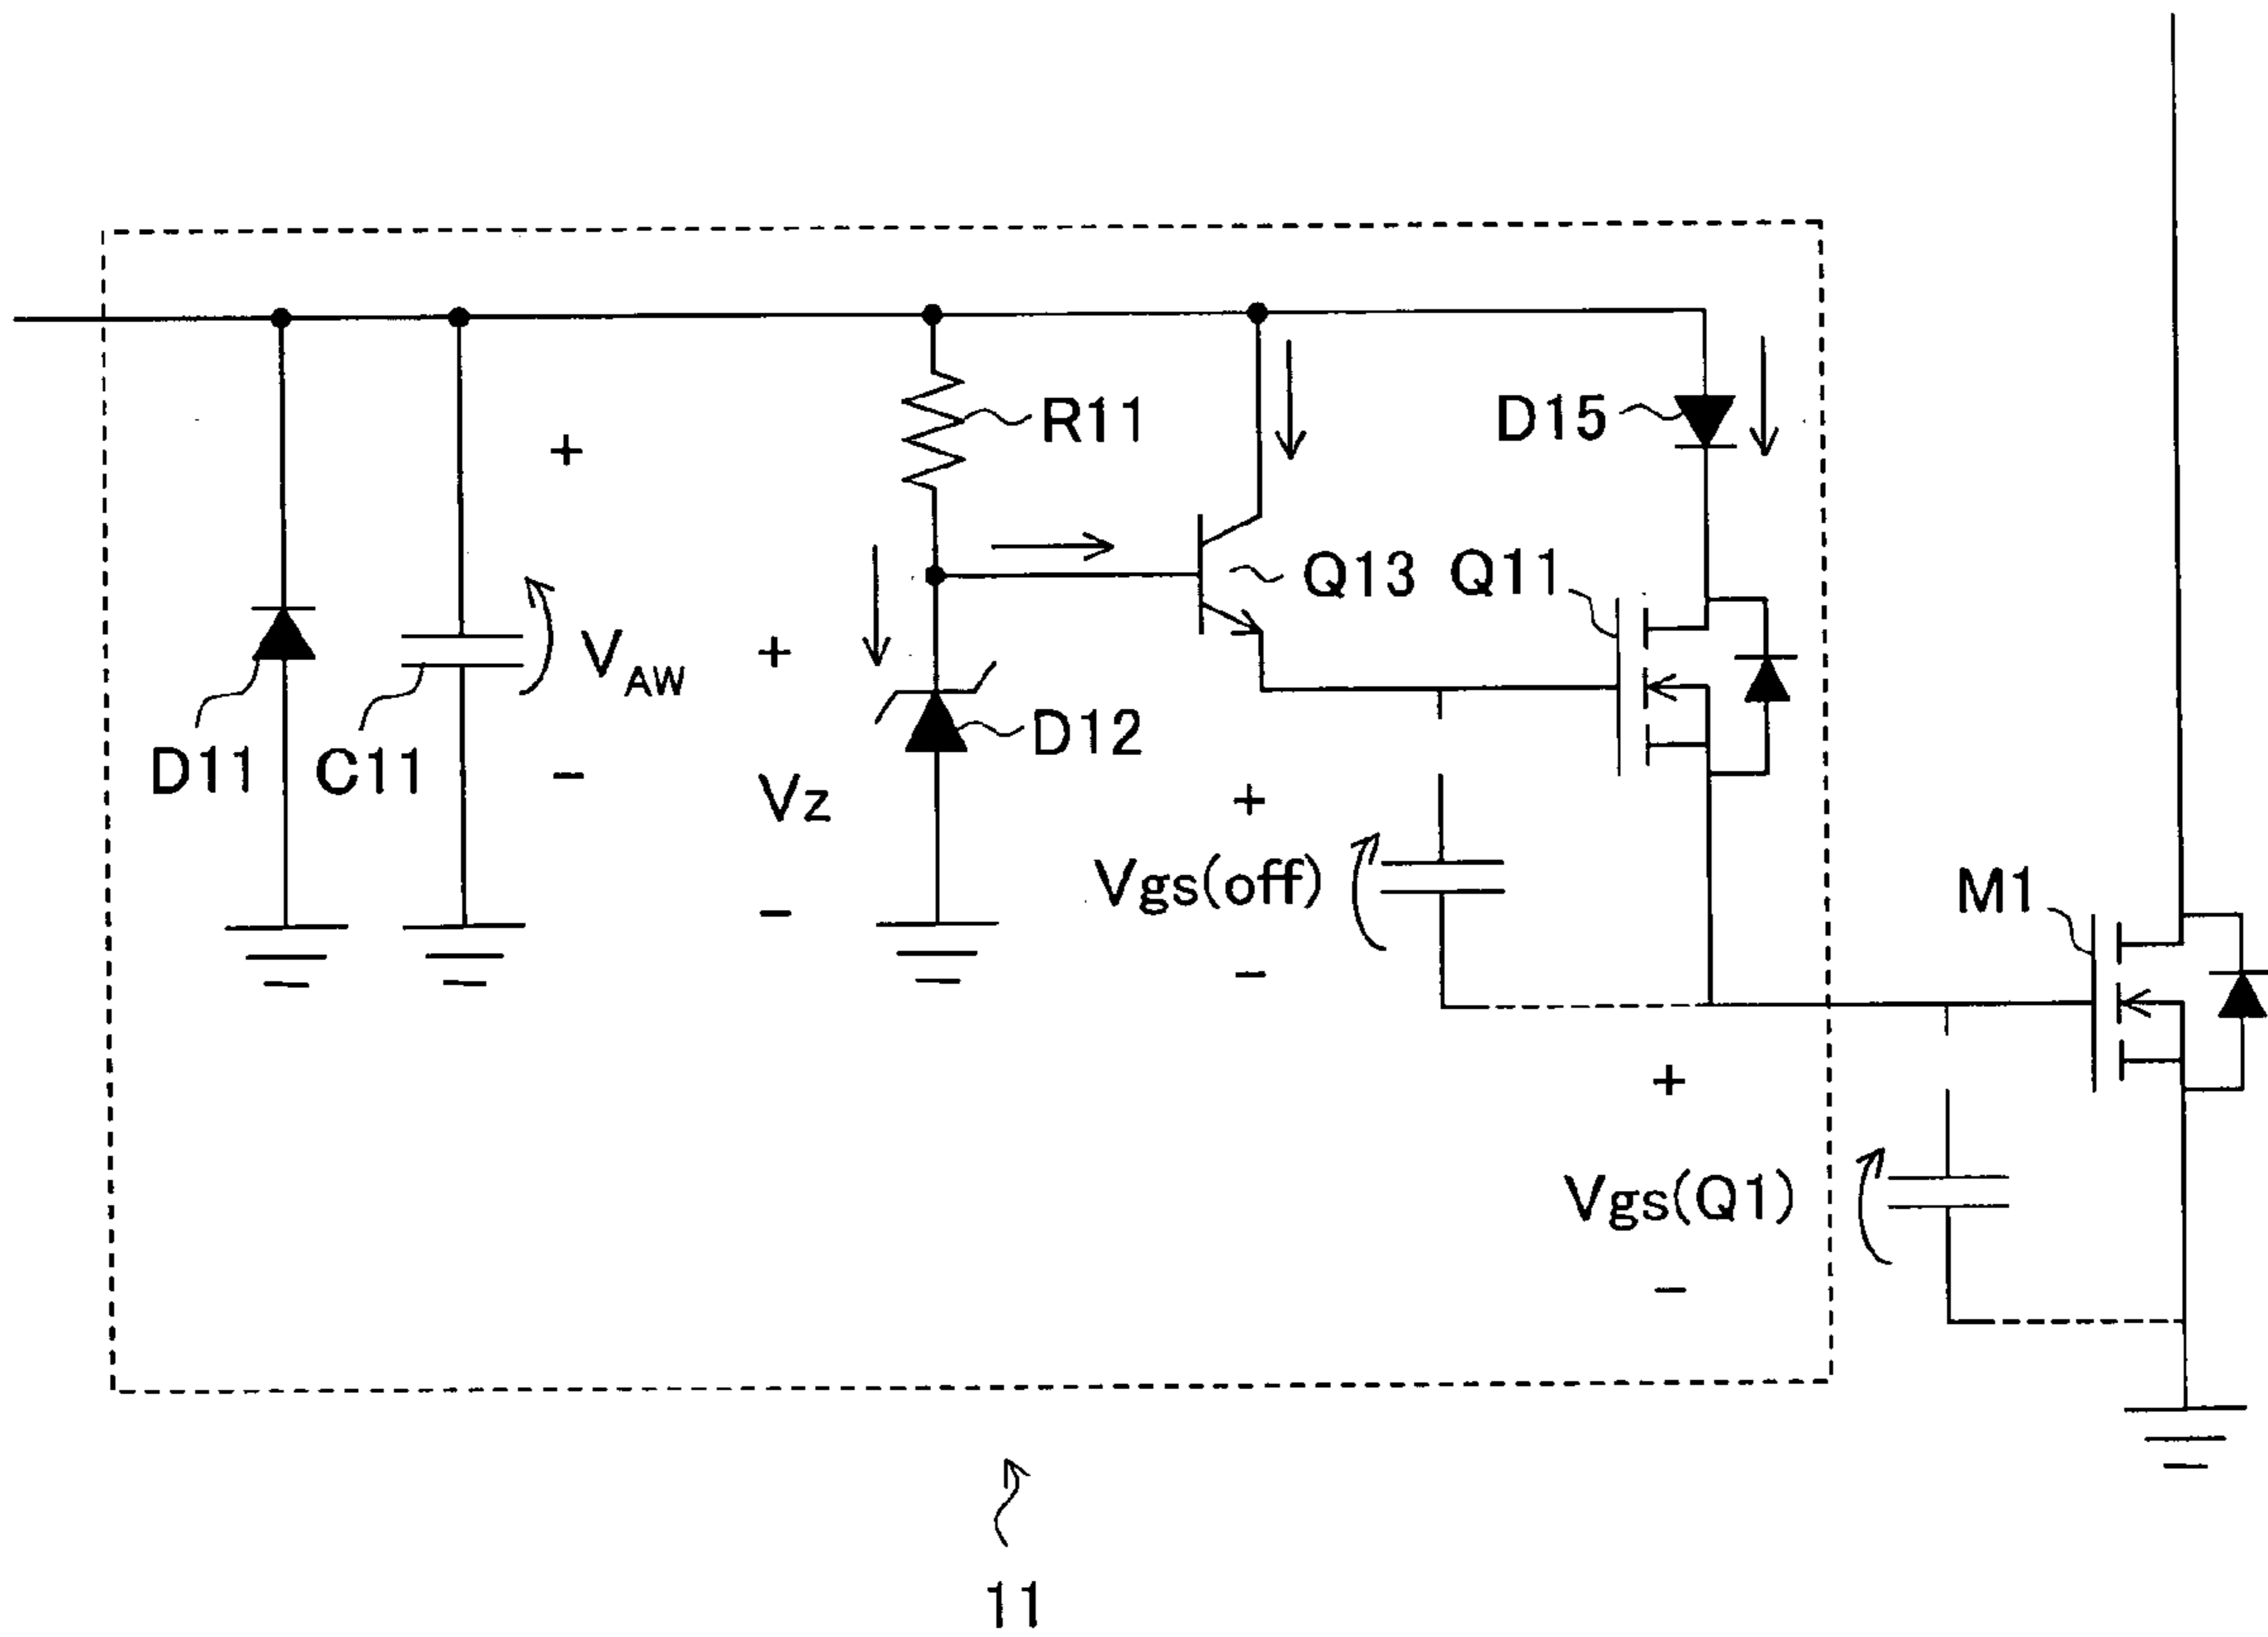 +
R11
D15
Q13 Q11
V_AW
+
D11
C11
−
D12
Vz
+
Vgs(off)
M1
−
−
+
Vgs(Q1)
−
11